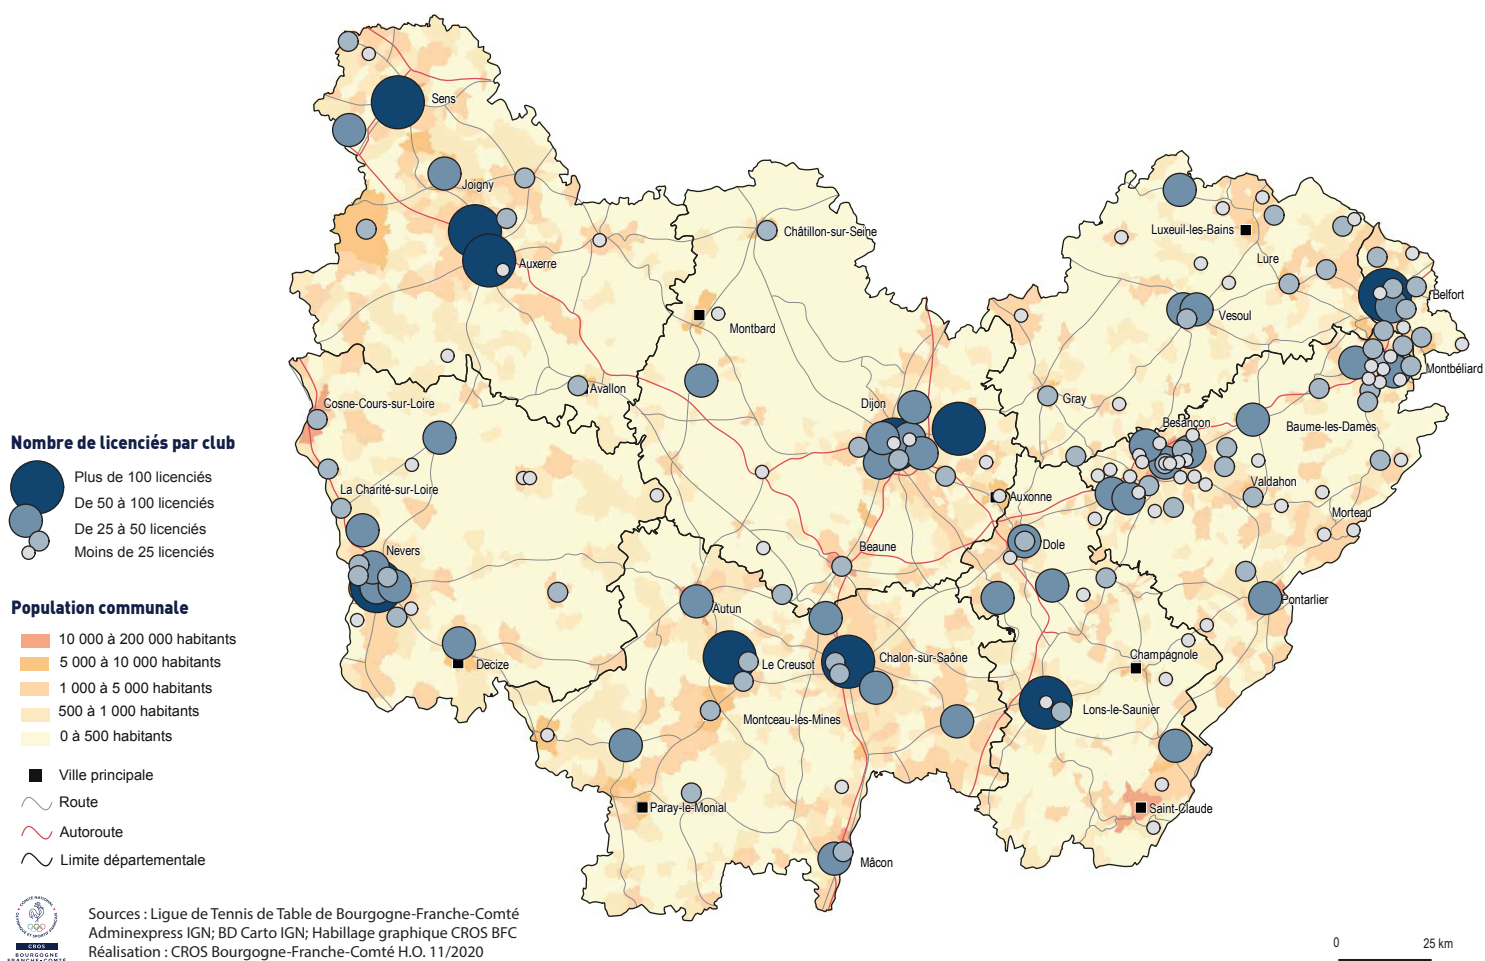 Sens
Joigny
Auxerre
Châtillon-sur-Seine
Luxeuil-les-Bains
Lure
Belfort
Vesoul
Montbard
Montbéliard
Avallon
Gray
Cosne-Cours-sur-Loire
Dijon
Besançon
Baume-les-Dames
Nombre de licenciés par club
Plus de 100 licenciés
De 50 à 100 licenciés
De 25 à 50 licenciés
Moins de 25 licenciés
La Charité-sur-Loire
Auxonne
Valdahon
Morteau
Nevers
Beaune
Dole
Population communale
10 000 à 200 000 habitants
5 000 à 10 000 habitants
1 000 à 5 000 habitants
500 à 1 000 habitants
0 à 500 habitants
Autun
Pontarlier
Decize
Le Creusot
Chalon-sur-Saône
Champagnole
Montceau-les-Mines
Lons-le-Saunier
Ville principale
Route
Autoroute
Limite départementale
Paray-le-Monial
Saint-Claude
Mâcon
CROS
BOURGOGNE
FRANCHE-COMTÉ
Sources : Ligue de Tennis de Table de Bourgogne-Franche-Comté
Adminexpress IGN; BD Carto IGN; Habillage graphique CROS BFC
Réalisation : CROS Bourgogne-Franche-Comté H.O. 11/2020
0 25 km